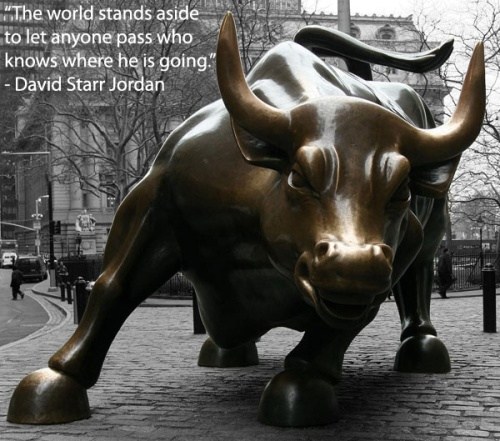 "The world stands aside
to let anyone pass who
knows where he is going."
- David Starr Jordan